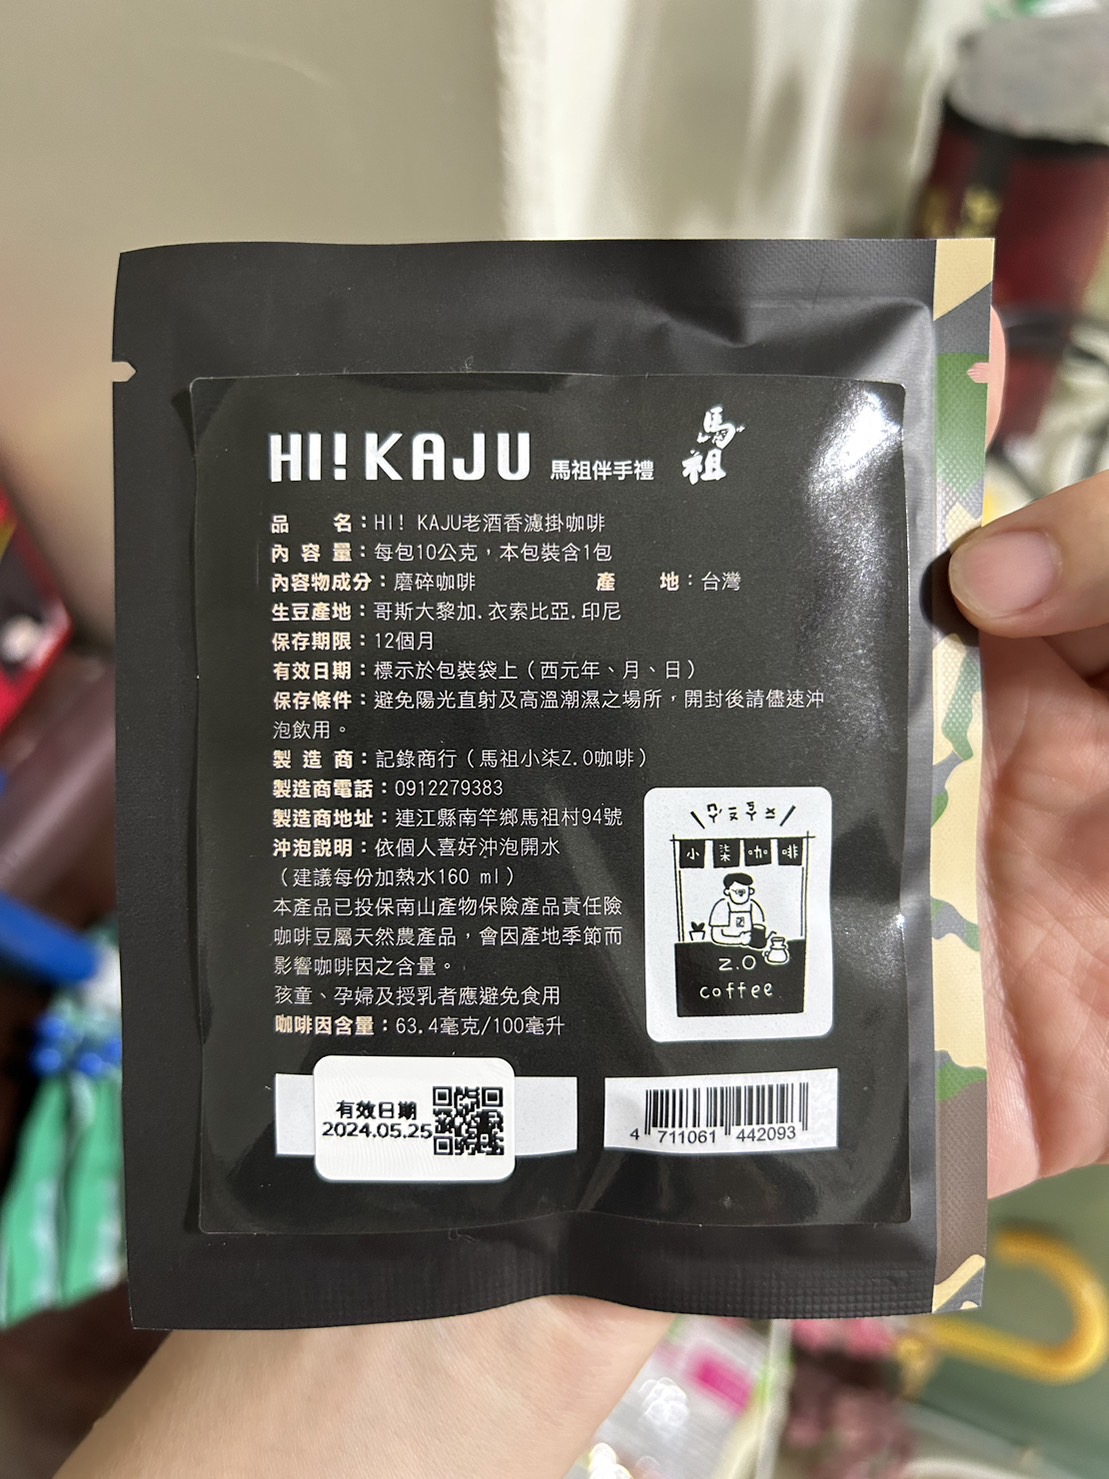 HI!KAJU 馬祖伴手禮 馬祖
品名：HI! KAJU老酒香濾掛咖啡
內容量：每包10公克，本包裝含1包
內容物成分：磨碎咖啡 產地：台灣
生豆產地：哥斯大黎加.衣索比亞.印尼
保存期限：12個月
有效日期：標示於包裝袋上（西元年、月、日）
保存條件：避免陽光直射及高溫潮濕之場所，開封後請儘速沖
泡飲用。
製造商：記錄商行（馬祖小柒Z.O咖啡）
製造商電話：0912279383
製造商地址：連江縣南竿鄉馬祖村94號
沖泡說明：依個人喜好沖泡開水
（建議每份加熱水160 ml）
本產品已投保南山產物保險產品責任險
咖啡豆屬天然農產品，會因產地季節而
影響咖啡因之含量。
孩童、孕婦及授乳者應避免食用
咖啡因含量：63.4毫克/100毫升
小柒咖啡
Z.O
coffee
有效日期
2024.05.25
4 711061 442093